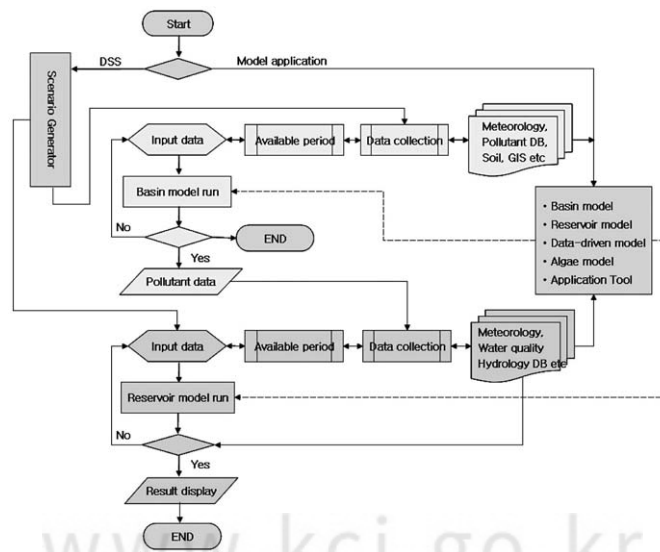 Start
DSS
Model application
Scenario Generator
Input data
Available period
Data collection
Meteorology,
Pollutant DB,
Soil, GIS etc
Basin model run
No
END
Yes
Pollutant data
• Basin model
• Reservoir model
• Data-driven model
• Algae model
• Application Tool
Input data
Available period
Data collection
Meteorology,
Water quality
Hydrology DB etc
Reservoir model run
No
Yes
Result display
END
www.kci.go.kr